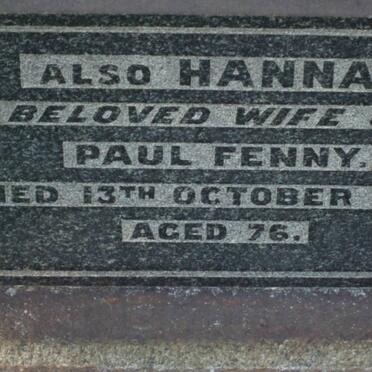 ALSO HANNA
BELOVED WIFE
PAUL FENNY.
IED 13TH OCTOBER
AGED 76.